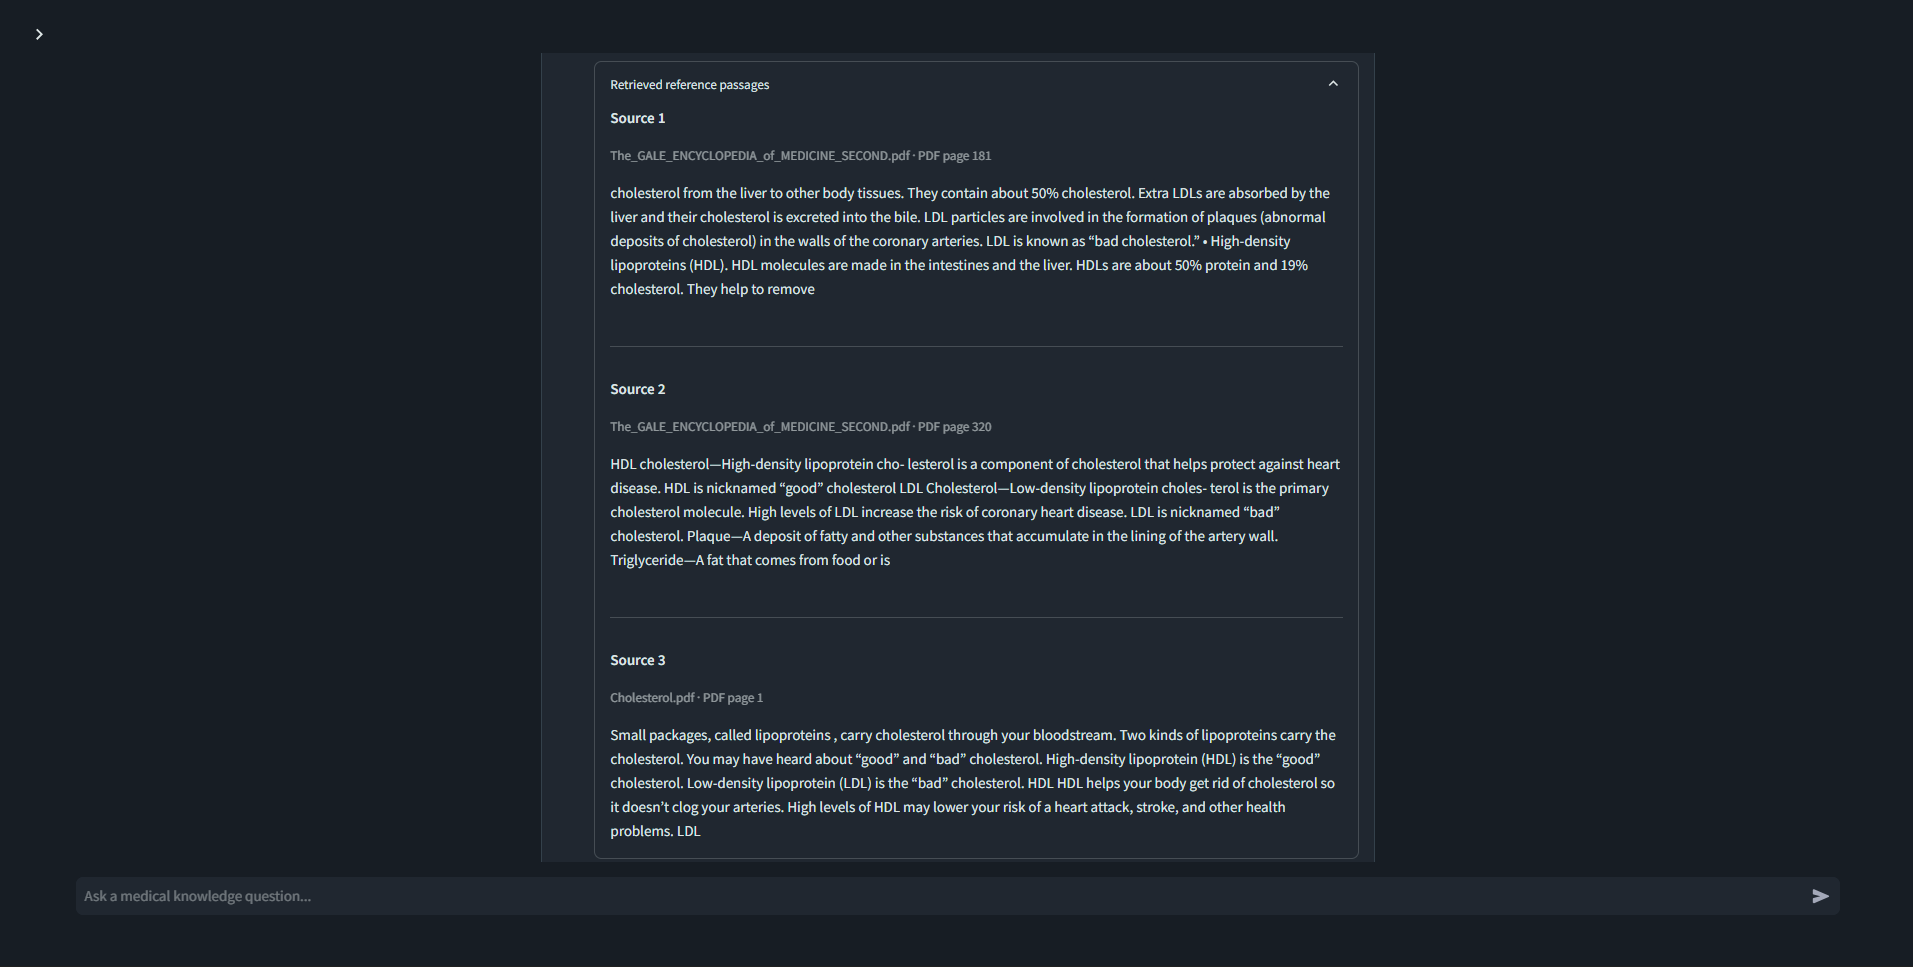 Retrieved reference passages
Source 1
The_GALE_ENCYCLOPEDIA_of_MEDICINE_SECOND.pdf · PDF page 181
cholesterol from the liver to other body tissues. They contain about 50% cholesterol. Extra LDLs are absorbed by the
liver and their cholesterol is excreted into the bile. LDL particles are involved in the formation of plaques (abnormal
deposits of cholesterol) in the walls of the coronary arteries. LDL is known as “bad cholesterol.” • High-density
lipoproteins (HDL). HDL molecules are made in the intestines and the liver. HDLs are about 50% protein and 19%
cholesterol. They help to remove
Source 2
The_GALE_ENCYCLOPEDIA_of_MEDICINE_SECOND.pdf · PDF page 320
HDL cholesterol—High-density lipoprotein cho- lesterol is a component of cholesterol that helps protect against heart
disease. HDL is nicknamed “good” cholesterol LDL Cholesterol—Low-density lipoprotein choles- terol is the primary
cholesterol molecule. High levels of LDL increase the risk of coronary heart disease. LDL is nicknamed “bad”
cholesterol. Plaque—A deposit of fatty and other substances that accumulate in the lining of the artery wall.
Triglyceride—A fat that comes from food or is
Source 3
Cholesterol.pdf · PDF page 1
Small packages, called lipoproteins , carry cholesterol through your bloodstream. Two kinds of lipoproteins carry the
cholesterol. You may have heard about “good” and “bad” cholesterol. High-density lipoprotein (HDL) is the “good”
cholesterol. Low-density lipoprotein (LDL) is the “bad” cholesterol. HDL HDL helps your body get rid of cholesterol so
it doesn’t clog your arteries. High levels of HDL may lower your risk of a heart attack, stroke, and other health
problems. LDL
Ask a medical knowledge question...